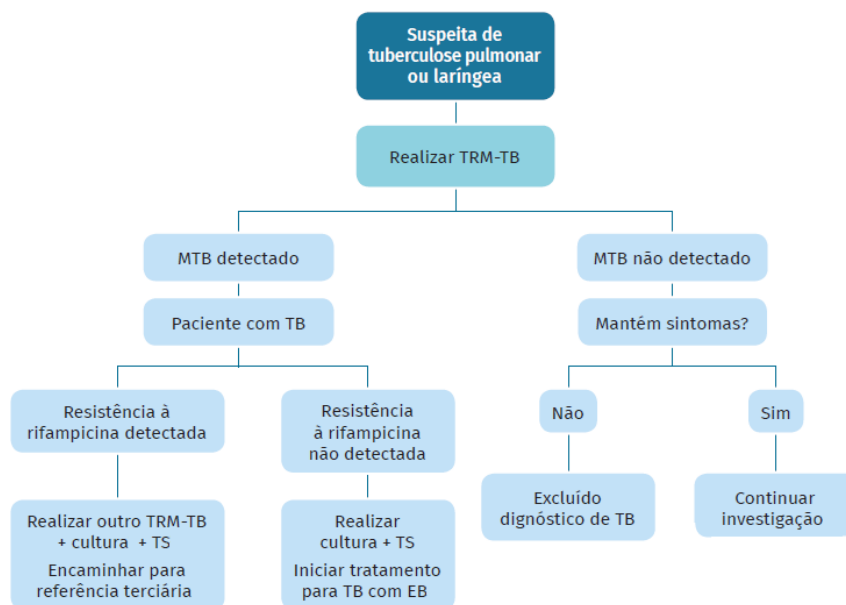 Suspeita de
tuberculose pulmonar
ou laríngea
Realizar TRM-TB
MTB detectado
MTB não detectado
Paciente com TB
Mantém sintomas?
Resistência à
rifampicina detectada
Resistência
à rifampicina
não detectada
Não
Sim
Realizar outro TRM-TB
+ cultura + TS
Encaminhar para
referência terciária
Realizar
cultura + TS
Iniciar tratamento
para TB com EB
Excluído
dignóstico de TB
Continuar
investigação